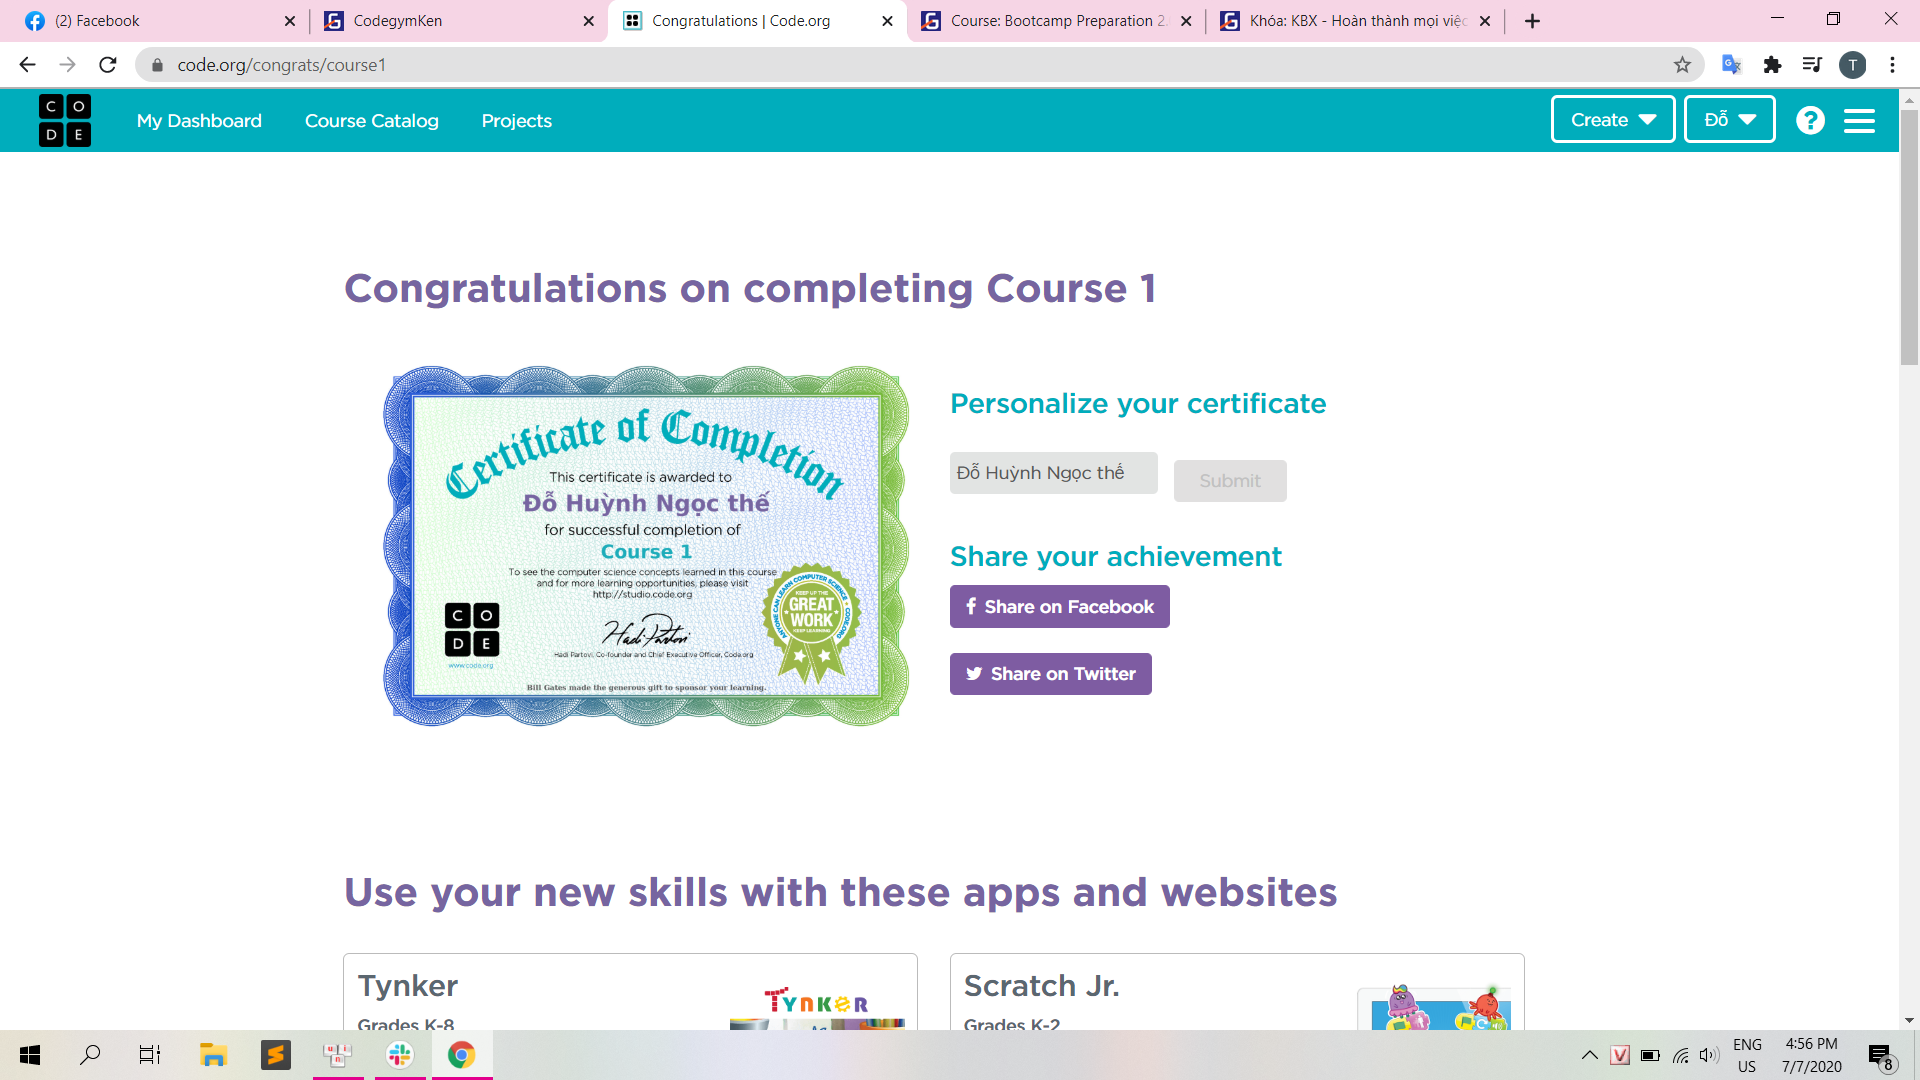 (2) Facebook
CodegymKen
Congratulations | Code.org
Course: Bootcamp Preparation 2.
Khóa: KBX - Hoàn thành mọi việc
code.org/congrats/course1
T
C O
D E
My Dashboard
Course Catalog
Projects
Create
Đỗ
?
Congratulations on completing Course 1
Certificate of Completion
This certificate is awarded to
Đỗ Huỳnh Ngọc thế
for successful completion of
Course 1
To see the computer science concepts learned in this course
and for more learning opportunities, please visit
http://studio.code.org
C O
D E
www.code.org
Hadi Partovi
Hadi Partovi, Co-founder and Chief Executive Officer, Code.org
ANYONE CAN LEARN COMPUTER SCIENCE • CODE.ORG
KEEP UP THE
GREAT
WORK
KEEP LEARNING
Bill Gates made the generous gift to sponsor your learning.
Personalize your certificate
Đỗ Huỳnh Ngọc thế
Submit
Share your achievement
Share on Facebook
Share on Twitter
Use your new skills with these apps and websites
Tynker
Grades K-8
TYNKER
Scratch Jr.
Grades K-2
ENG
US
4:56 PM
7/7/2020
8